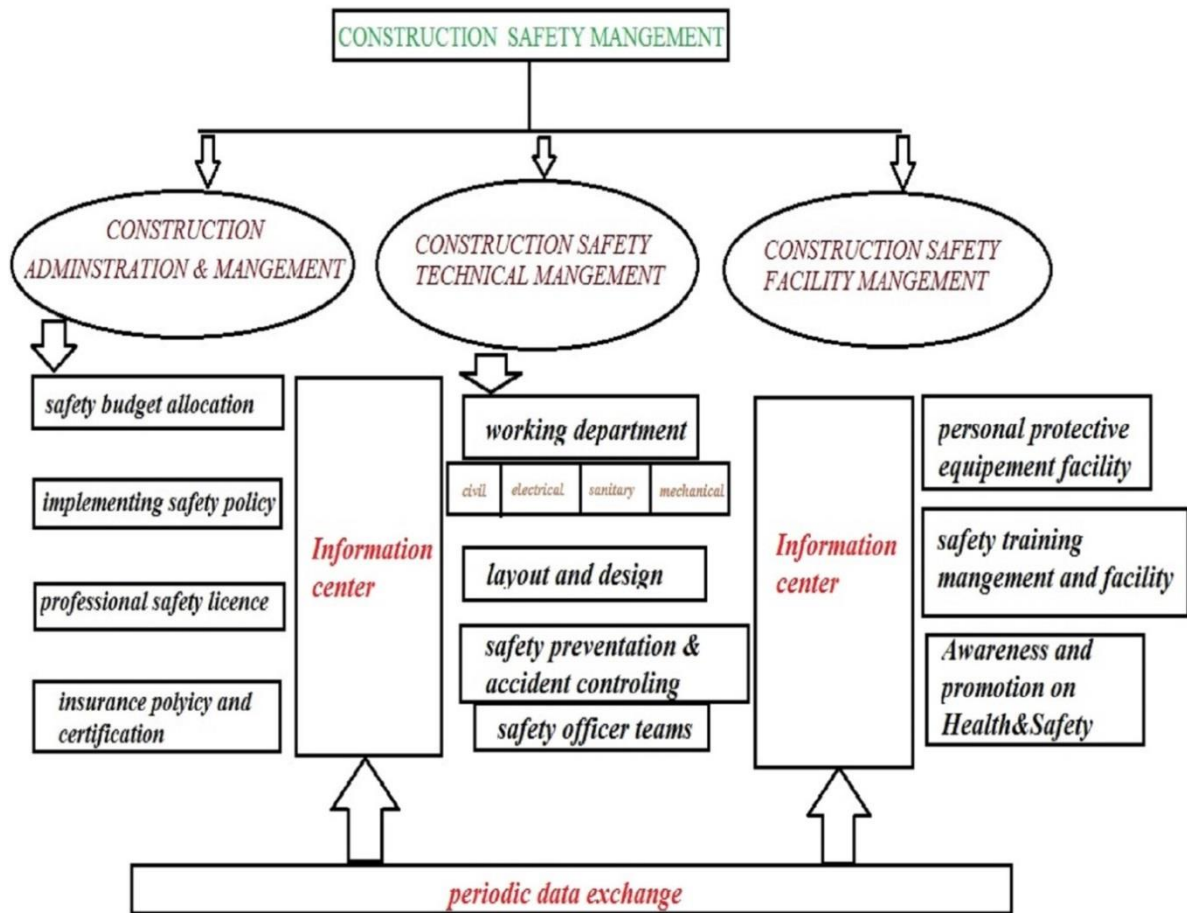 CONSTRUCTION SAFETY MANGEMENT
CONSTRUCTION
ADMINSTRATION & MANGEMENT
CONSTRUCTION SAFETY
TECHNICAL MANGEMENT
CONSTRUCTION SAFETY
FACILITY MANGEMENT
safety budget allocation
implementing safety policy
professional safety licence
insurance polyicy and
certification
Information
center
working department
civil
electrical
sanitary
mechanical
layout and design
safety preventation &
accident controling
safety officer teams
Information
center
personal protective
equipement facility
safety training
mangement and facility
Awareness and
promotion on
Health&Safety
periodic data exchange